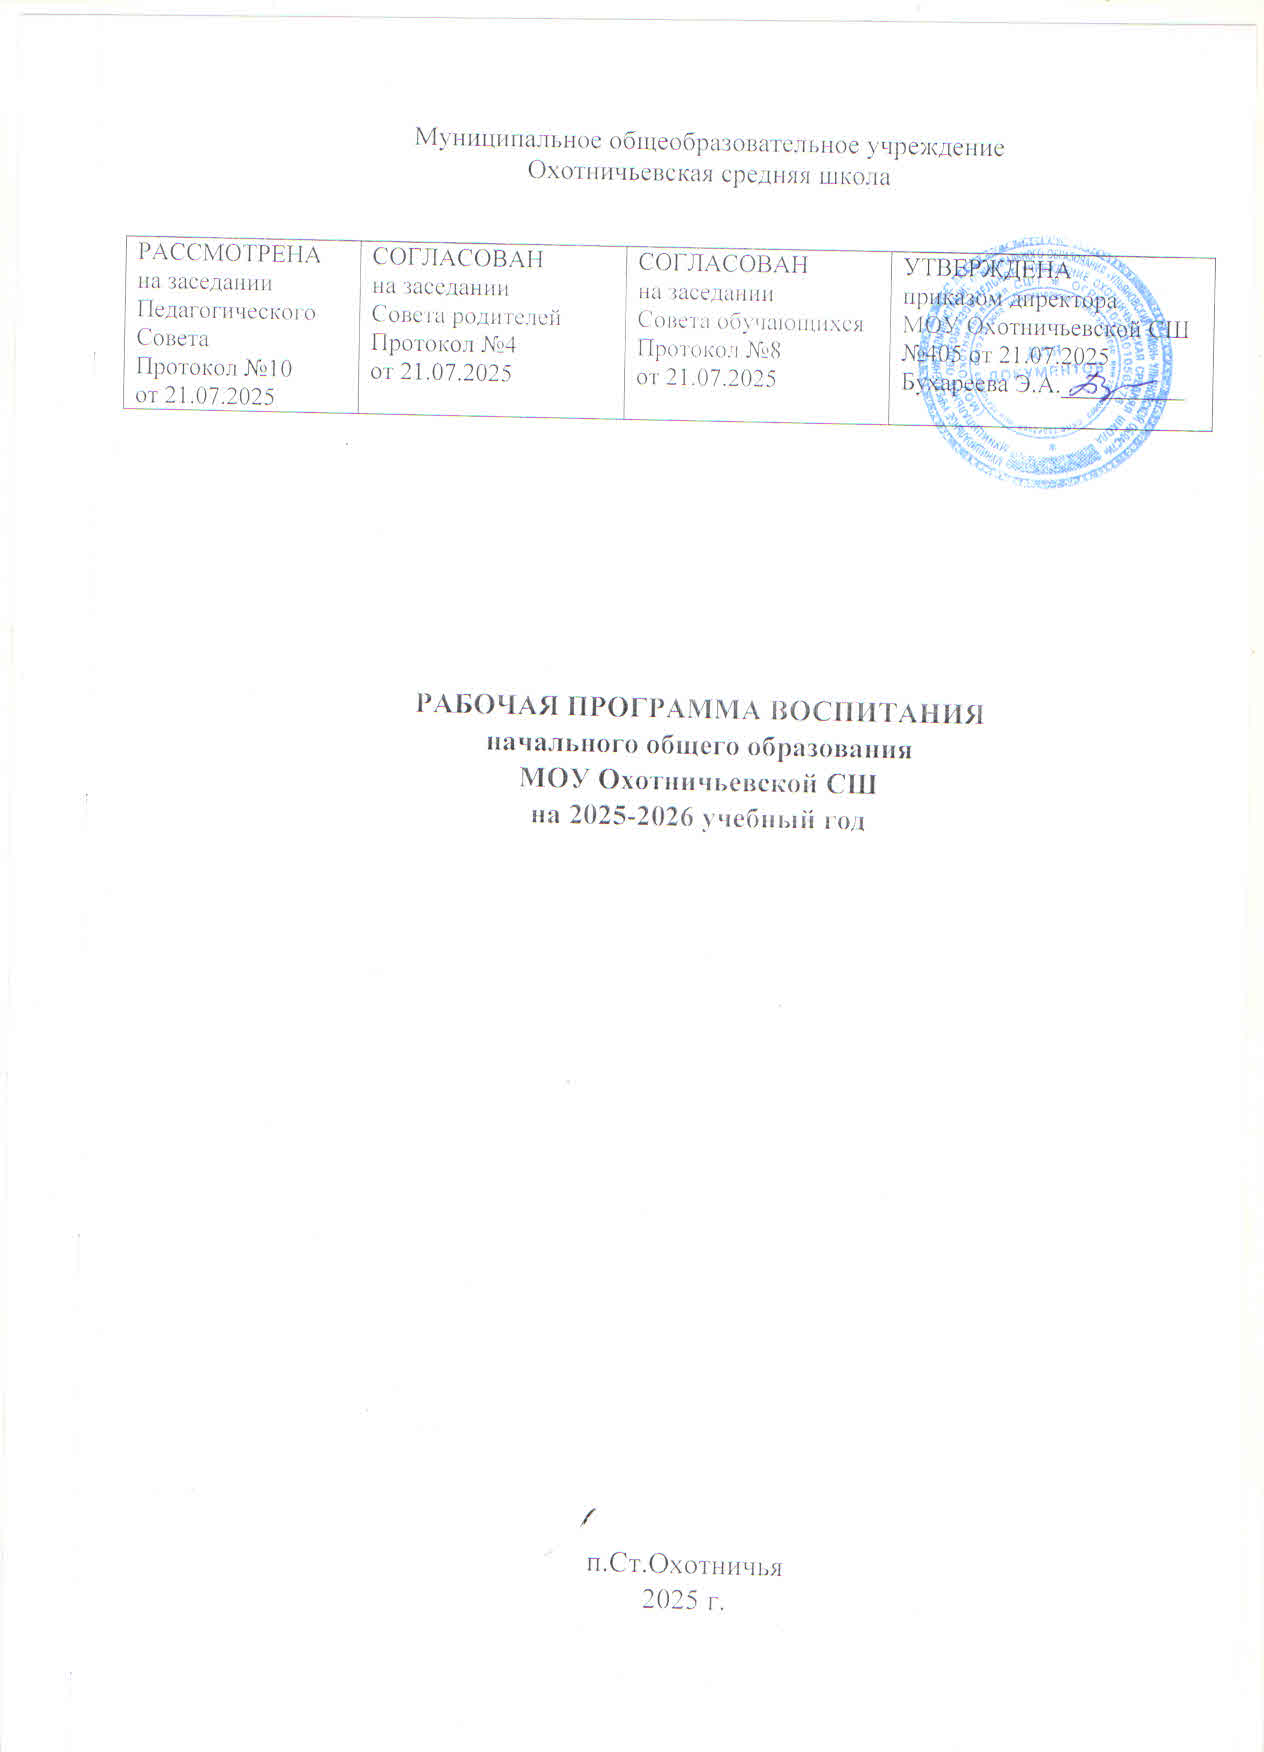 Муниципальное общеобразовательное учреждение
Охотничьевская средняя школа
РАССМОТРЕНА
на заседании
Педагогического
Совета
Протокол №10
от 21.07.2025
СОГЛАСОВАН
на заседании
Совета родителей
Протокол №4
от 21.07.2025
СОГЛАСОВАН
на заседании
Совета обучающихся
Протокол №8
от 21.07.2025
УТВЕРЖДЕНА
приказом директора
МОУ Охотничьевской СШ
№405 от 21.07.2025
Бухареева Э.А.
ДОКУМЕНТОВ
РАБОЧАЯ ПРОГРАММА ВОСПИТАНИЯ
начального общего образования
МОУ Охотничьевской СШ
на 2025-2026 учебный год
п.Ст.Охотничья
2025 г.